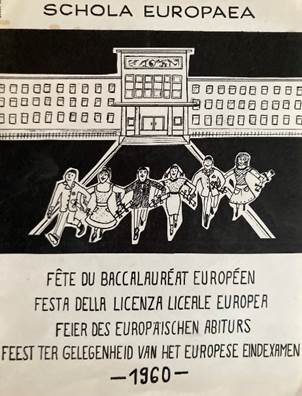 SCHOLA EUROPAEA
FÊTE DU BACCALAURÉAT EUROPÉEN
FESTA DELLA LICENZA LICEALE EUROPEA
FEIER DES EUROPÄISCHEN ABITURS
FEEST TER GELEGENHEID VAN HET EUROPESE EINDEXAMEN
— 1960 —